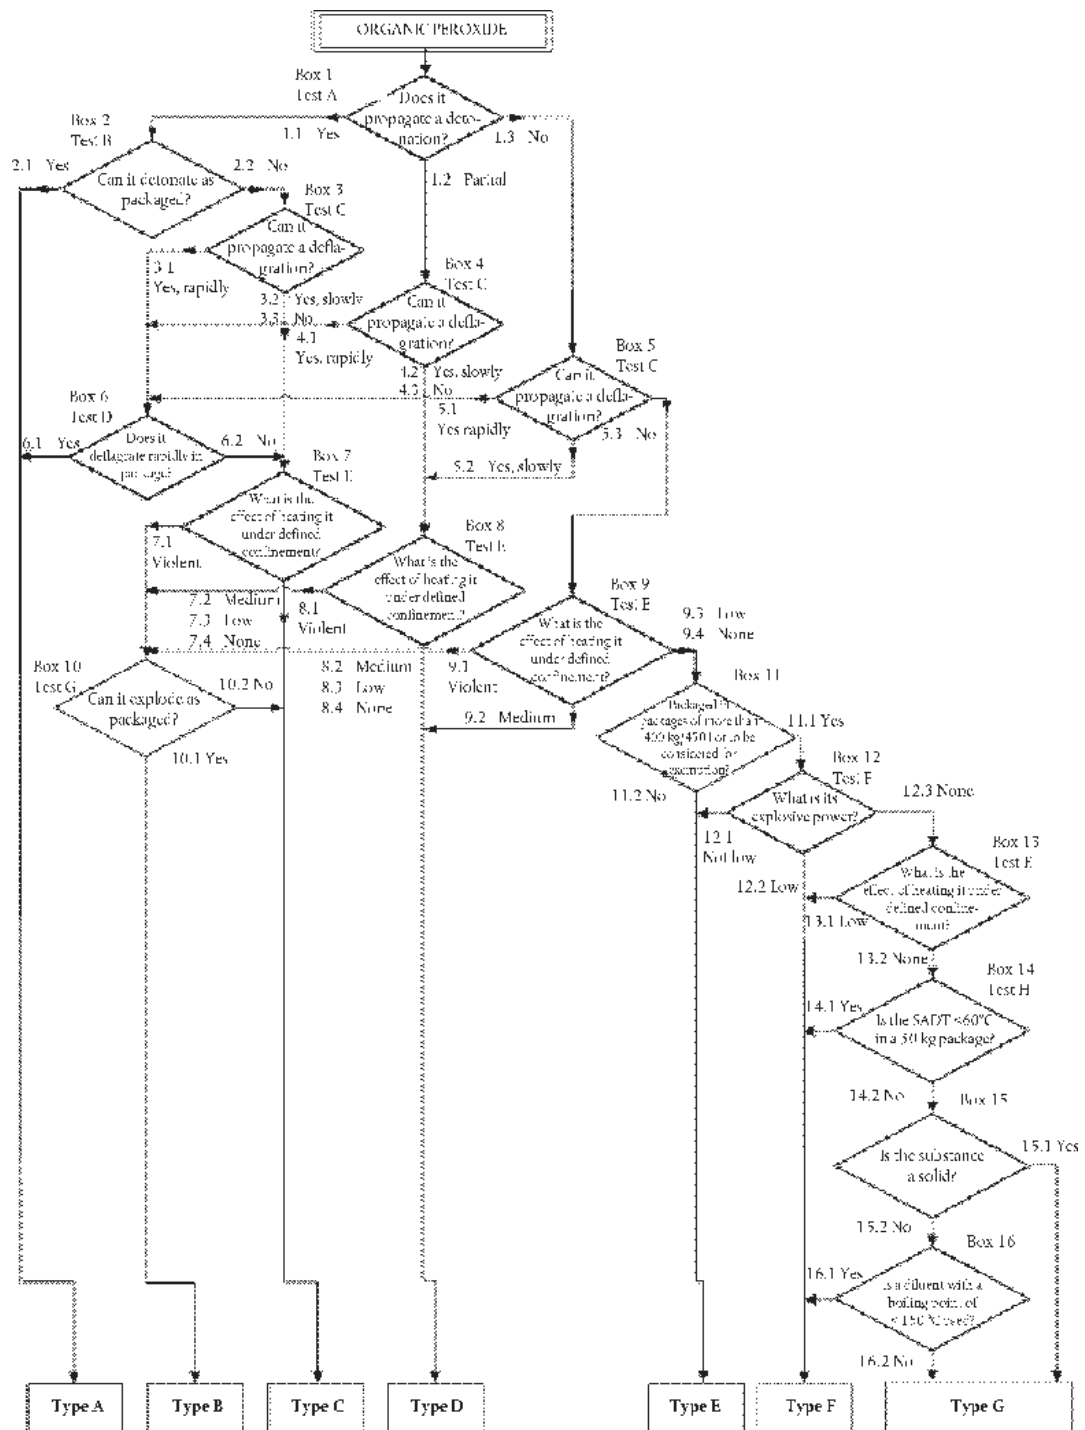 ORGANIC PEROXIDE
Box 1
Test A
Does it
propagate a deto-
nation?
1.1 Yes
1.3 No
1.2 Partial
Box 2
Test B
2.1 Yes
2.2 No
Can it detonate as
packaged?
Box 3
Test C
Can it
propagate a defla-
gration?
3.1
Yes, rapidly
3.2 Yes, slowly
3.3 No
Box 4
Test C
Can it
propagate a defla-
gration?
4.1
Yes, rapidly
4.2 Yes, slowly
4.3 No
Box 5
Test C
Can it
propagate a defla-
gration?
5.1
Yes rapidly
5.3 No
5.2 Yes, slowly
Box 6
Test D
6.1 Yes
6.2 No
Does it
deflagrate rapidly in
package?
Box 7
Test E
What is the
effect of heating it
under defined
confinement?
7.1
Violent
7.2 Medium
7.3 Low
7.4 None
Box 8
Test E
What is the
effect of heating it
under defined
confinement?
8.1
Violent
8.2 Medium
8.3 Low
8.4 None
Box 9
Test E
What is the
effect of heating it
under defined
confinement?
9.3 Low
9.4 None
9.1
Violent
9.2 Medium
Box 10
Test G
Can it explode as
packaged?
10.2 No
10.1 Yes
Box 11
Packaged in
packages of more than
400 kg/450 l or to be
considered for
exemption?
11.1 Yes
11.2 No
Box 12
Test F
What is its
explosive power?
12.3 None
12.1
Not low
12.2 Low
Box 13
Test E
What is the
effect of heating it under
defined confine-
ment?
13.1 Low
13.2 None
Box 14
Test H
14.1 Yes
Is the SADT <60°C
in a 50 kg package?
14.2 No
Box 15
Is the substance
a solid?
15.1 Yes
15.2 No
Box 16
16.1 Yes
Is a diluent with a
boiling point of
< 150 °C used?
16.2 No
Type A
Type B
Type C
Type D
Type E
Type F
Type G